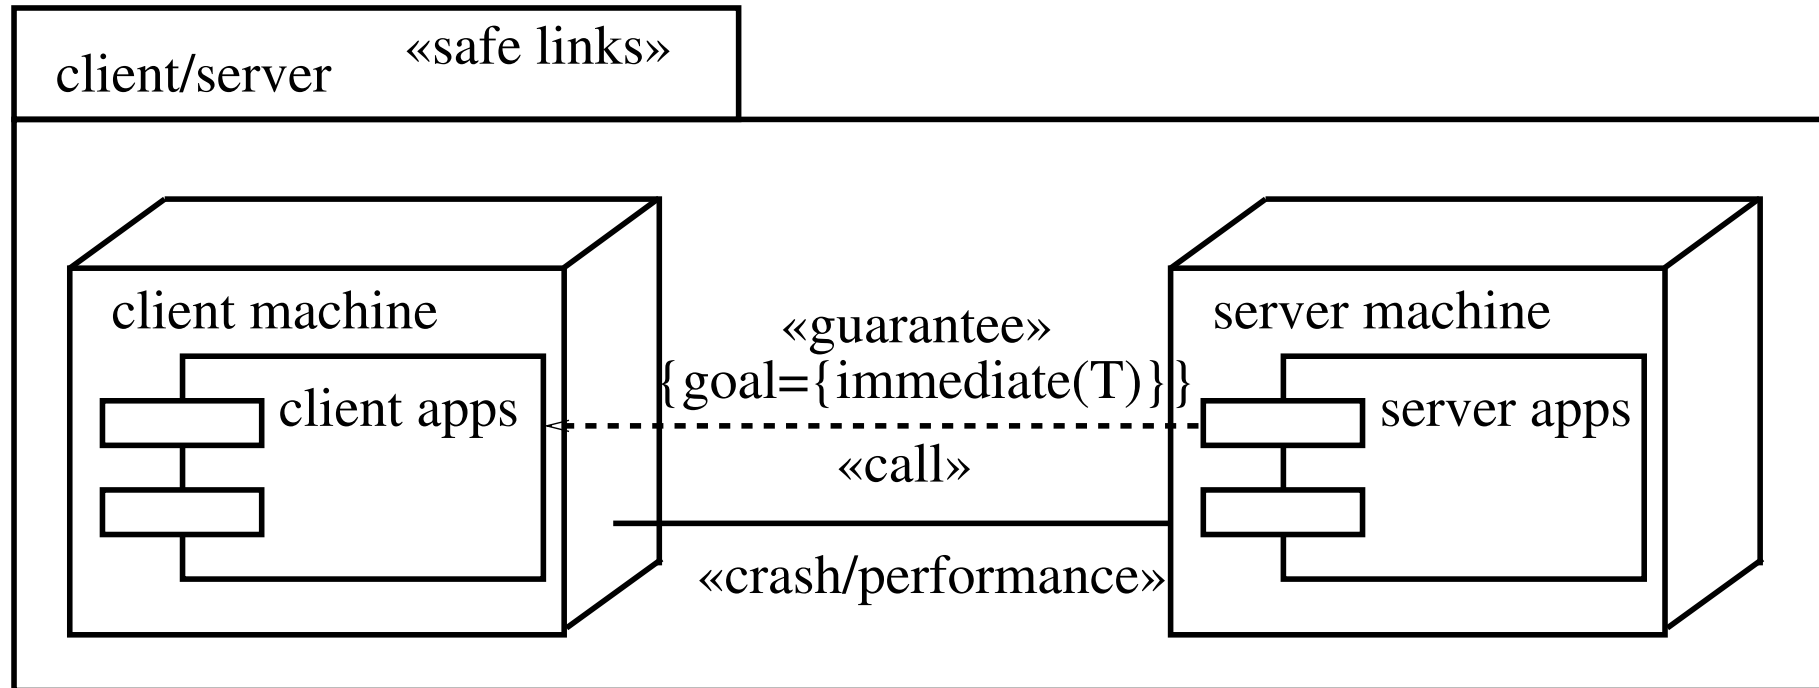 «safe links»
client/server
client machine
server machine
«guarantee»
{goal={immediate(T)}}
client apps
server apps
«call»
«crash/performance»